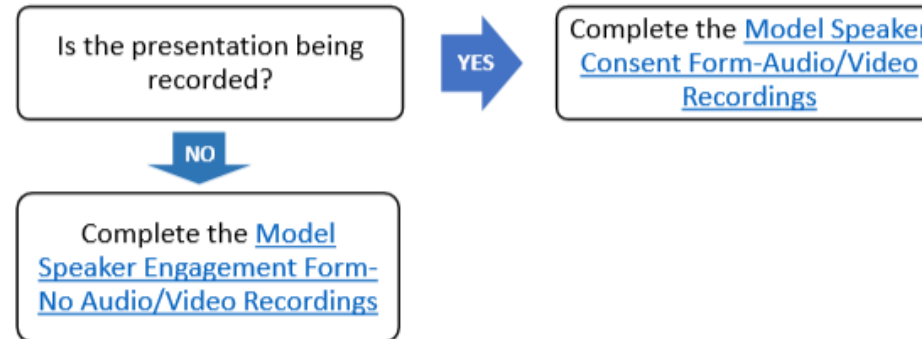 Is the presentation being
recorded?
YES
Complete the Model Speaker
Consent Form-Audio/Video
Recordings
NO
Complete the Model
Speaker Engagement Form-
No Audio/Video Recordings